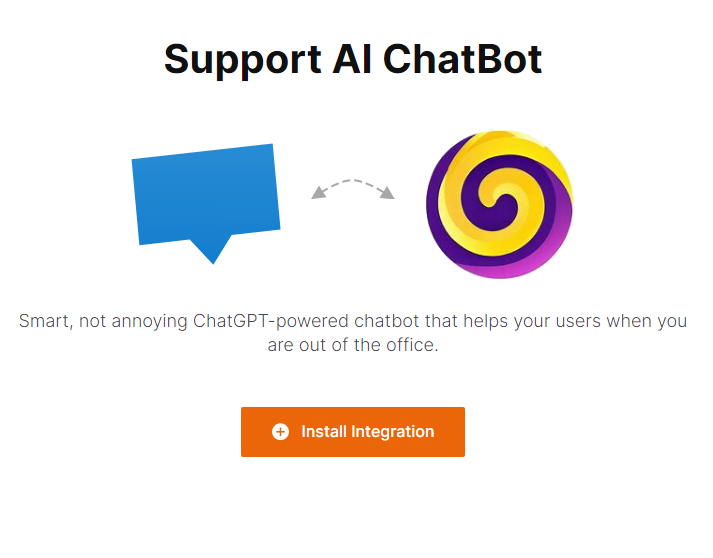 Support AI ChatBot
Smart, not annoying ChatGPT-powered chatbot that helps your users when you
are out of the office.
Install Integration